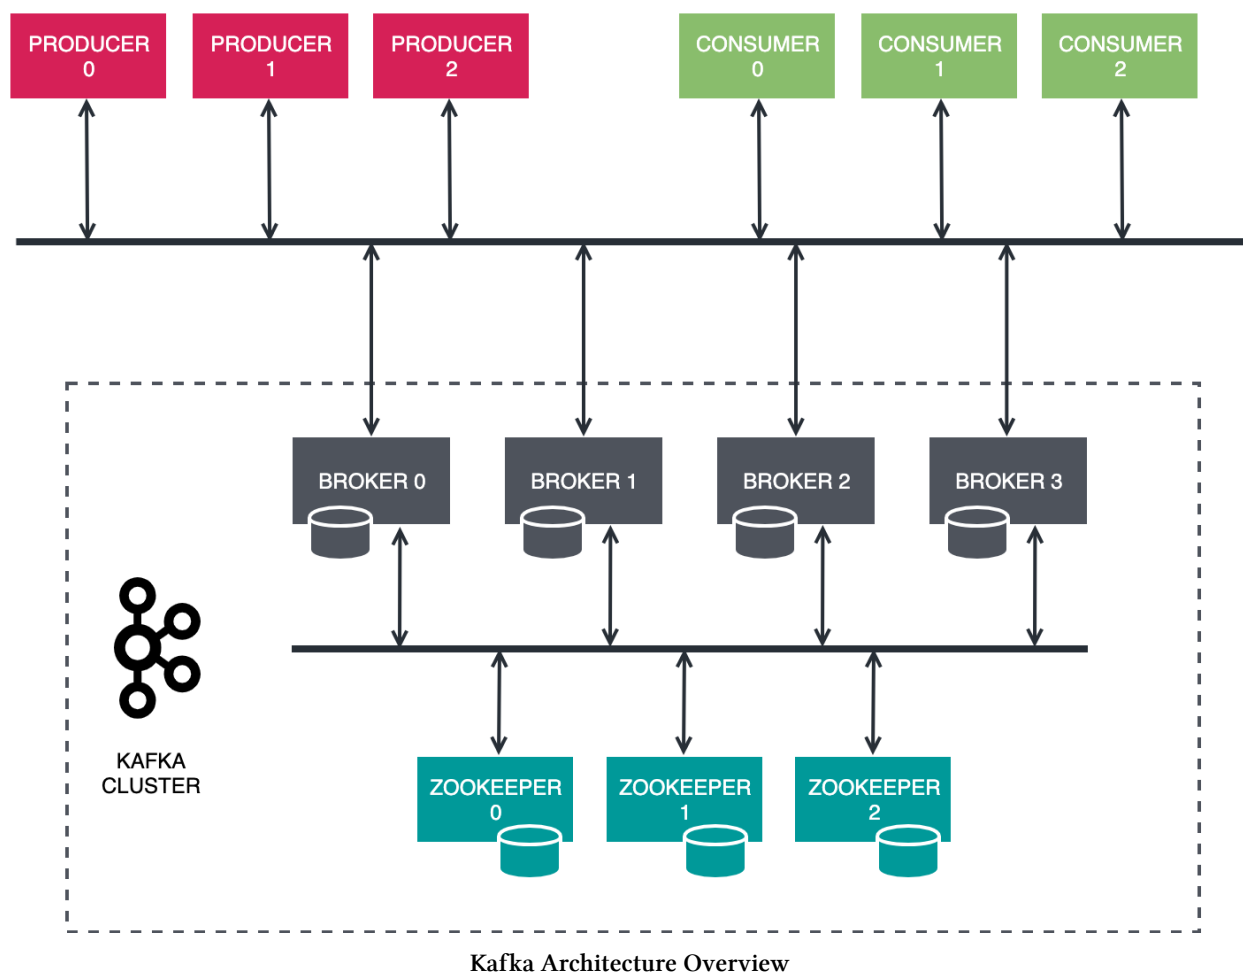 PRODUCER
0
PRODUCER
1
PRODUCER
2
CONSUMER
0
CONSUMER
1
CONSUMER
2
BROKER 0
BROKER 1
BROKER 2
BROKER 3
KAFKA
CLUSTER
ZOOKEEPER
0
ZOOKEEPER
1
ZOOKEEPER
2
Kafka Architecture Overview